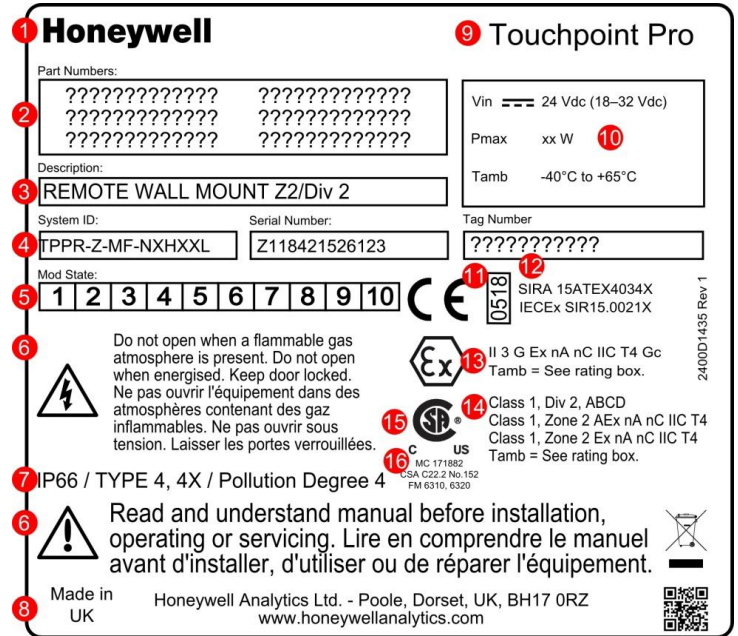 1 Honeywell
9 Touchpoint Pro
Part Numbers:
2
????????????? ?????????????
????????????? ?????????????
????????????? ?????????????
Vin 24 Vdc (18–32 Vdc)
Pmax xx W 10
Tamb -40°C to +65°C
Description:
3 REMOTE WALL MOUNT Z2/Div 2
System ID:
4 TPPR-Z-MF-NXHXXL
Serial Number:
Z118421526123
Tag Number
???????????
Mod State:
5 1 2 3 4 5 6 7 8 9 10
CE
11
0518
12
SIRA 15ATEX4034X
IECEx SIR15.0021X
2400D1435 Rev 1
6
Do not open when a flammable gas
atmosphere is present. Do not open
when energised. Keep door locked.
Ne pas ouvrir l'équipement dans des
atmosphères contenant des gaz
inflammables. Ne pas ouvrir sous
tension. Laisser les portes verrouillées.
Ex
13
II 3 G Ex nA nC IIC T4 Gc
Tamb = See rating box.
15 SA ®
C US
14
Class 1, Div 2, ABCD
Class 1, Zone 2 AEx nA nC IIC T4
Class 1, Zone 2 Ex nA nC IIC T4
Tamb = See rating box.
16
MC 171882
CSA C22.2 No.152
FM 6310, 6320
7 IP66 / TYPE 4, 4X / Pollution Degree 4
6
Read and understand manual before installation,
operating or servicing. Lire en comprendre le manuel
avant d'installer, d'utiliser ou de réparer l'équipement.
8
Made in
UK
Honeywell Analytics Ltd. - Poole, Dorset, UK, BH17 0RZ
www.honeywellanalytics.com